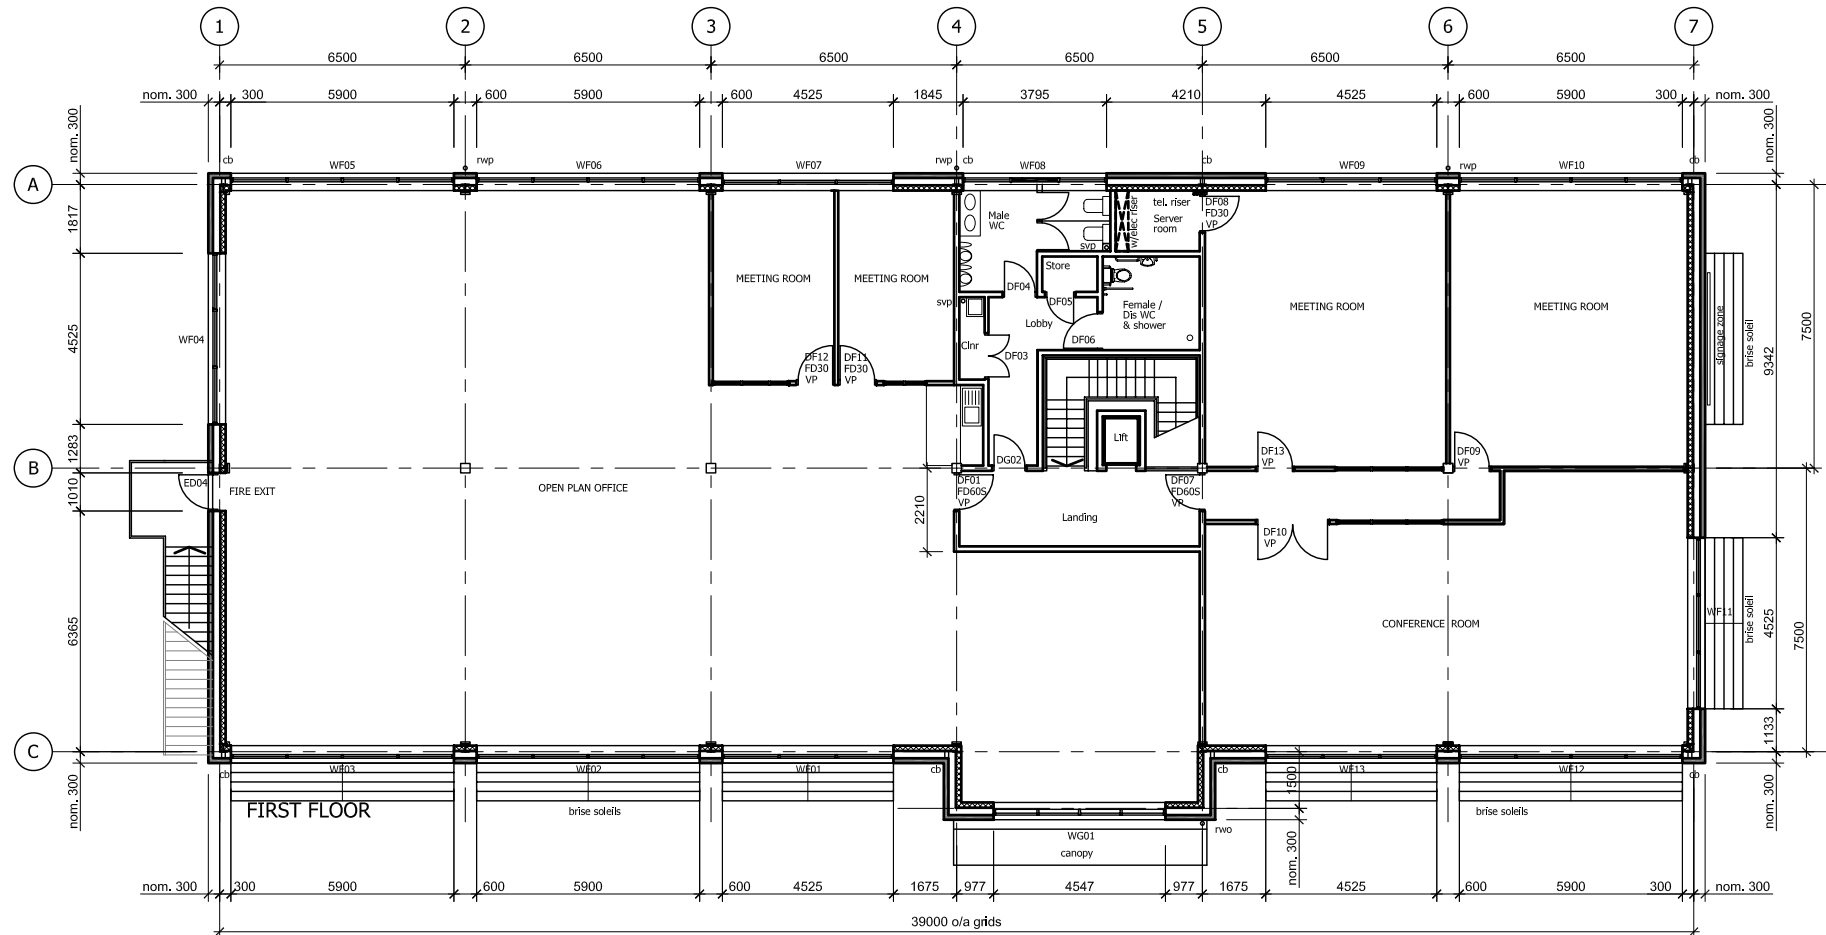 1 2 3 4 5 6 7
6500 6500 6500 6500 6500 6500
nom. 300 300 5900 600 5900 600 4525 1845 3795 4210 4525 600 5900 300 nom. 300
nom. 300
nom. 300
cb WF05 rwp WF06 WF07 rwp cb WF08 cb WF09 rwp WF10 cb
A
1817
4525
1283
1010
6365
nom. 300
B
C
WF04
ED04
FIRE EXIT
OPEN PLAN OFFICE
MEETING ROOM
MEETING ROOM
DF12
FD30
VP
DF11
FD30
VP
Male
WC
svp
svp
w/elec riser
tel. riser
Server
room
DF08
FD30
VP
Store
DF04
DF05
Lobby
Female /
Dis WC
& shower
DF06
Clnr
DF03
Lift
DG02
DF01
FD60S
VP
DF07
FD60S
VP
Landing
2210
MEETING ROOM
MEETING ROOM
DF13
VP
DF09
VP
DF10
VP
CONFERENCE ROOM
signage zone
brise soleil
9342
7500
WF11
brise soleil
4525
7500
1133
nom. 300
cb WF03 WF02 WF01 cb cb WF13 WF12 cb
1500
nom. 300
FIRST FLOOR
brise soleils
brise soleils
WG01
rwo
canopy
nom. 300 300 5900 600 5900 600 4525 1675 977 4547 977 1675 4525 600 5900 300 nom. 300
39000 o/a grids